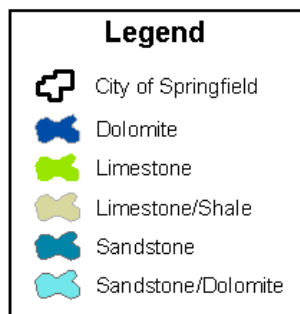 Legend
City of Springfield
Dolomite
Limestone
Limestone/Shale
Sandstone
Sandstone/Dolomite